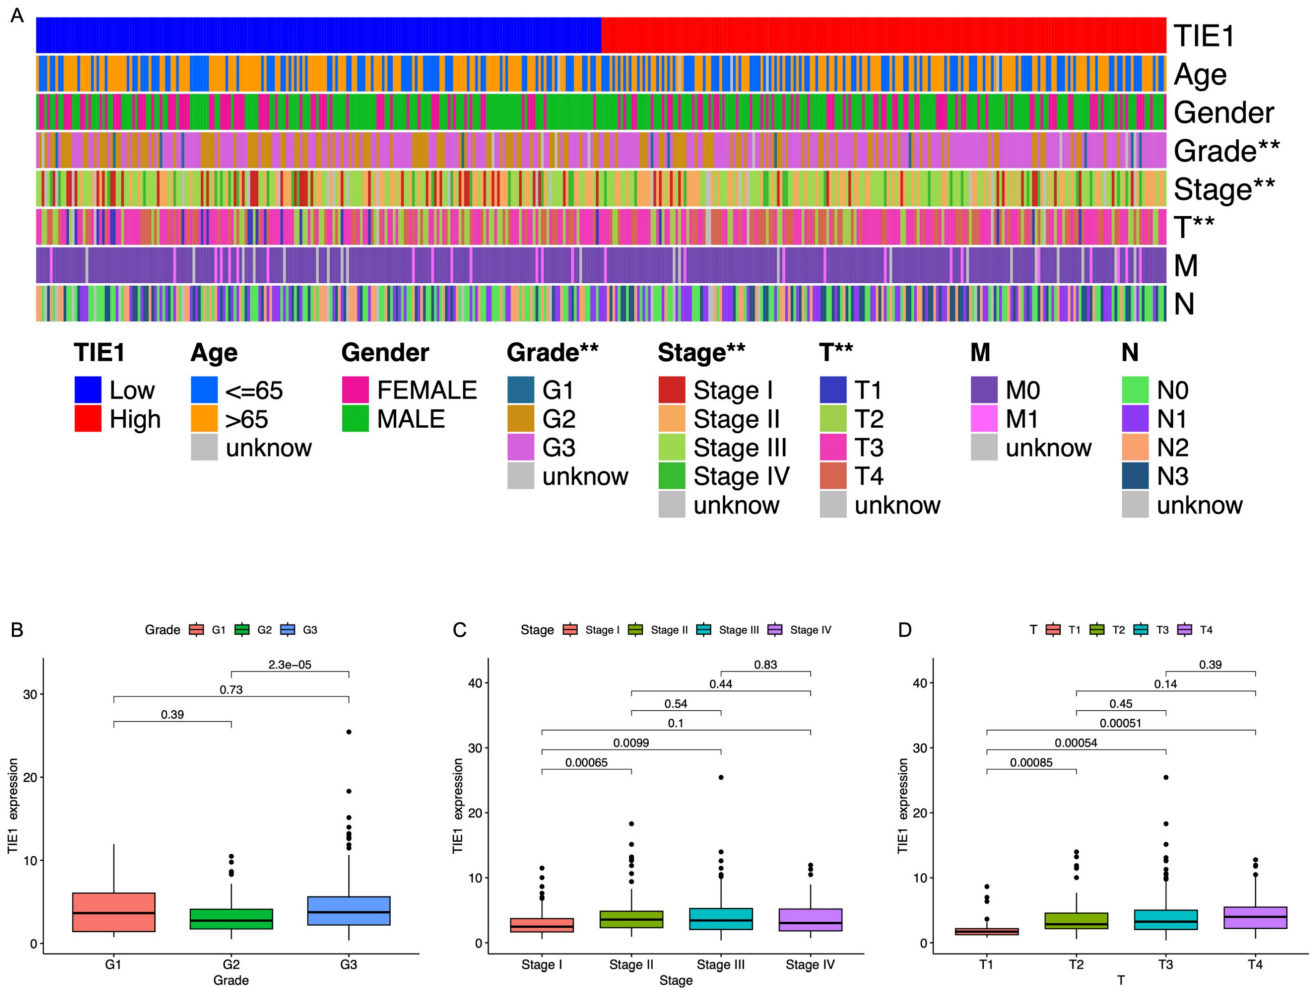 A
TIE1
Age
Gender
Grade**
Stage**
T**
M
N
TIE1 Age Gender Grade** Stage** T** M N
Low <=65 FEMALE G1 Stage I T1 M0 N0
High >65 MALE G2 Stage II T2 M1 N1
unknow G3 Stage III T3 unknow N2
unknow Stage IV T4 N3
unknow unknow unknow
B Grade G1 G2 G3
2.3e-05
0.73
0.39
30
20
10
0
TIE1 expression
G1 G2 G3
Grade
C Stage Stage I Stage II Stage III Stage IV
0.83
0.44
0.54
0.1
0.0099
0.00065
40
30
20
10
0
TIE1 expression
Stage I Stage II Stage III Stage IV
Stage
D T T1 T2 T3 T4
0.39
0.14
0.45
0.00051
0.00054
0.00085
40
30
20
10
0
TIE1 expression
T1 T2 T3 T4
T